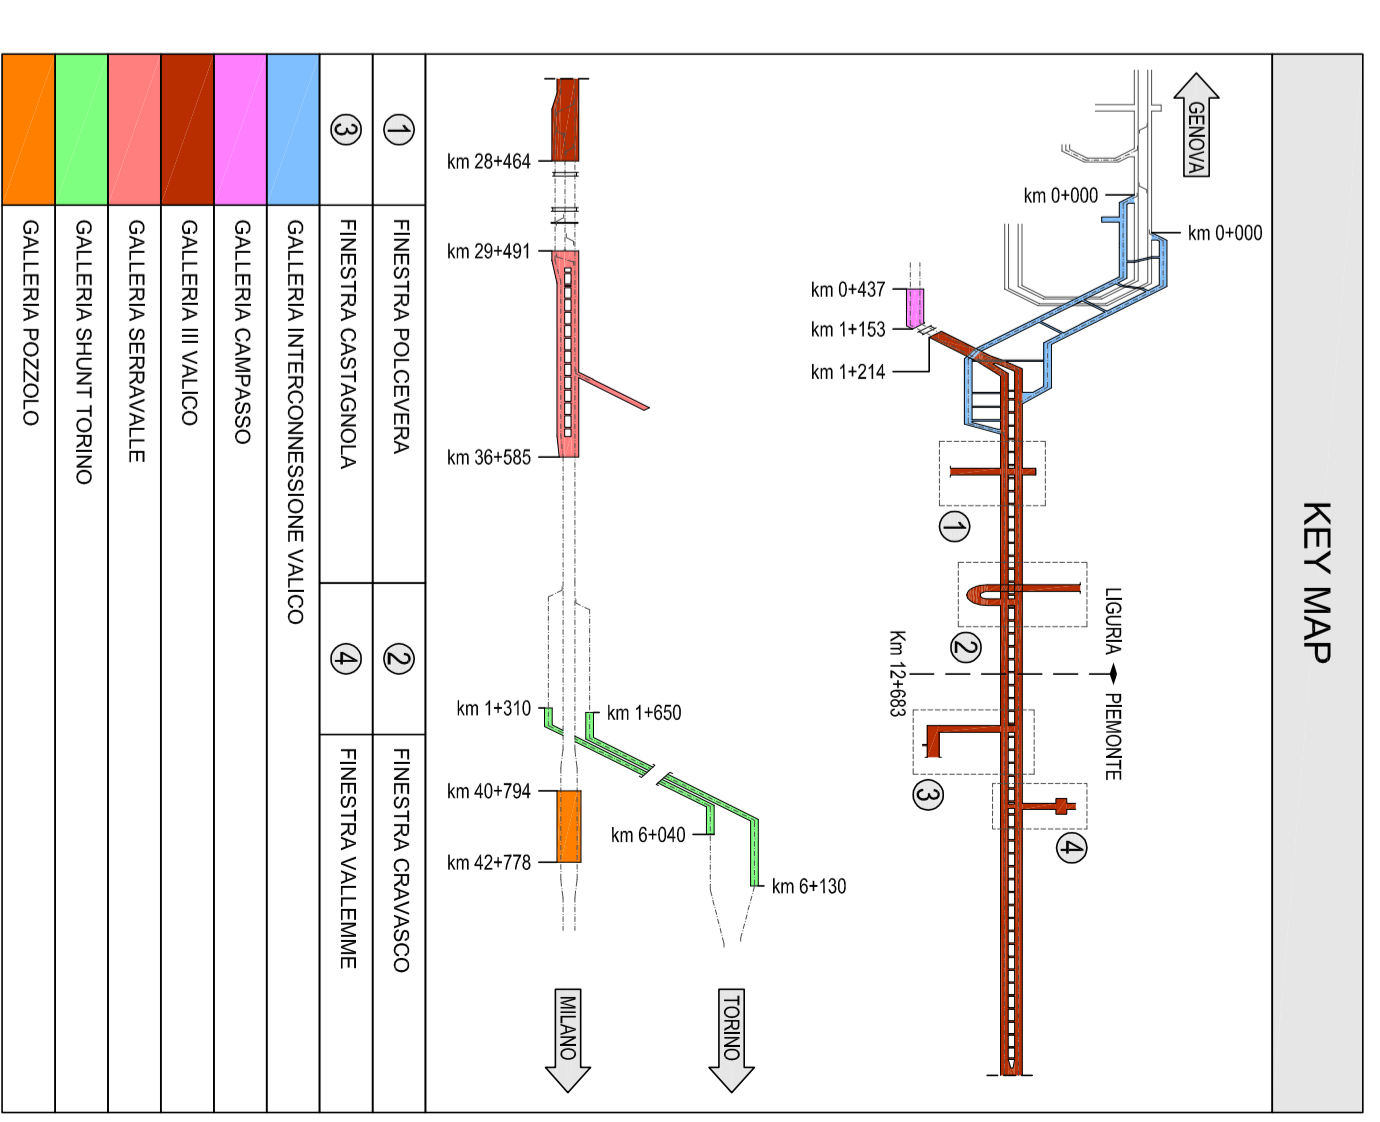 KEY MAP
GENOVA
km 0+000
km 0+000
km 0+437
km 1+153
km 1+214
1
2
LIGURIA
PIEMONTE
Km 12+683
3
4
km 28+464
km 29+491
km 36+585
km 1+310
km 1+650
km 40+794
km 6+040
km 42+778
km 6+130
MILANO
TORINO
1 FINESTRA POLCEVERA 2 FINESTRA CRAVASCO
3 FINESTRA CASTAGNOLA 4 FINESTRA VALLEMME
GALLERIA INTERCONNESSIONE VALICO
GALLERIA CAMPASSO
GALLERIA III VALICO
GALLERIA SERRAVALLE
GALLERIA SHUNT TORINO
GALLERIA POZZOLO